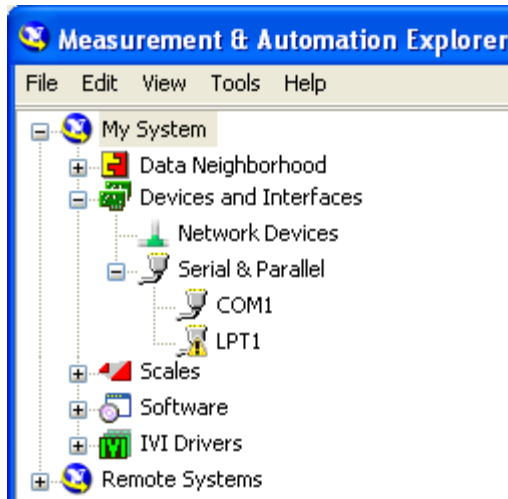 Measurement & Automation Explorer
File Edit View Tools Help
My System
Data Neighborhood
Devices and Interfaces
Network Devices
Serial & Parallel
COM1
LPT1
Scales
Software
IVI Drivers
Remote Systems